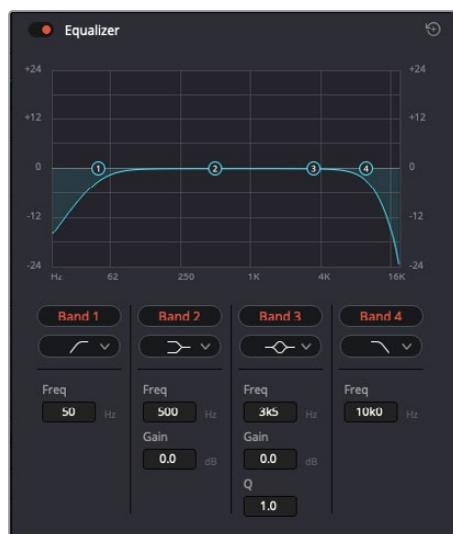 Equalizer
+24 +24
+12 +12
0 1 2 3 4 0
-12 -12
-24 -24
Hz 62 250 1K 4K 16K
Band 1 Band 2 Band 3 Band 4
Freq Freq Freq Freq
50 Hz 500 Hz 3k5 Hz 10k0 Hz
Gain Gain
0.0 dB 0.0 dB
Q
1.0